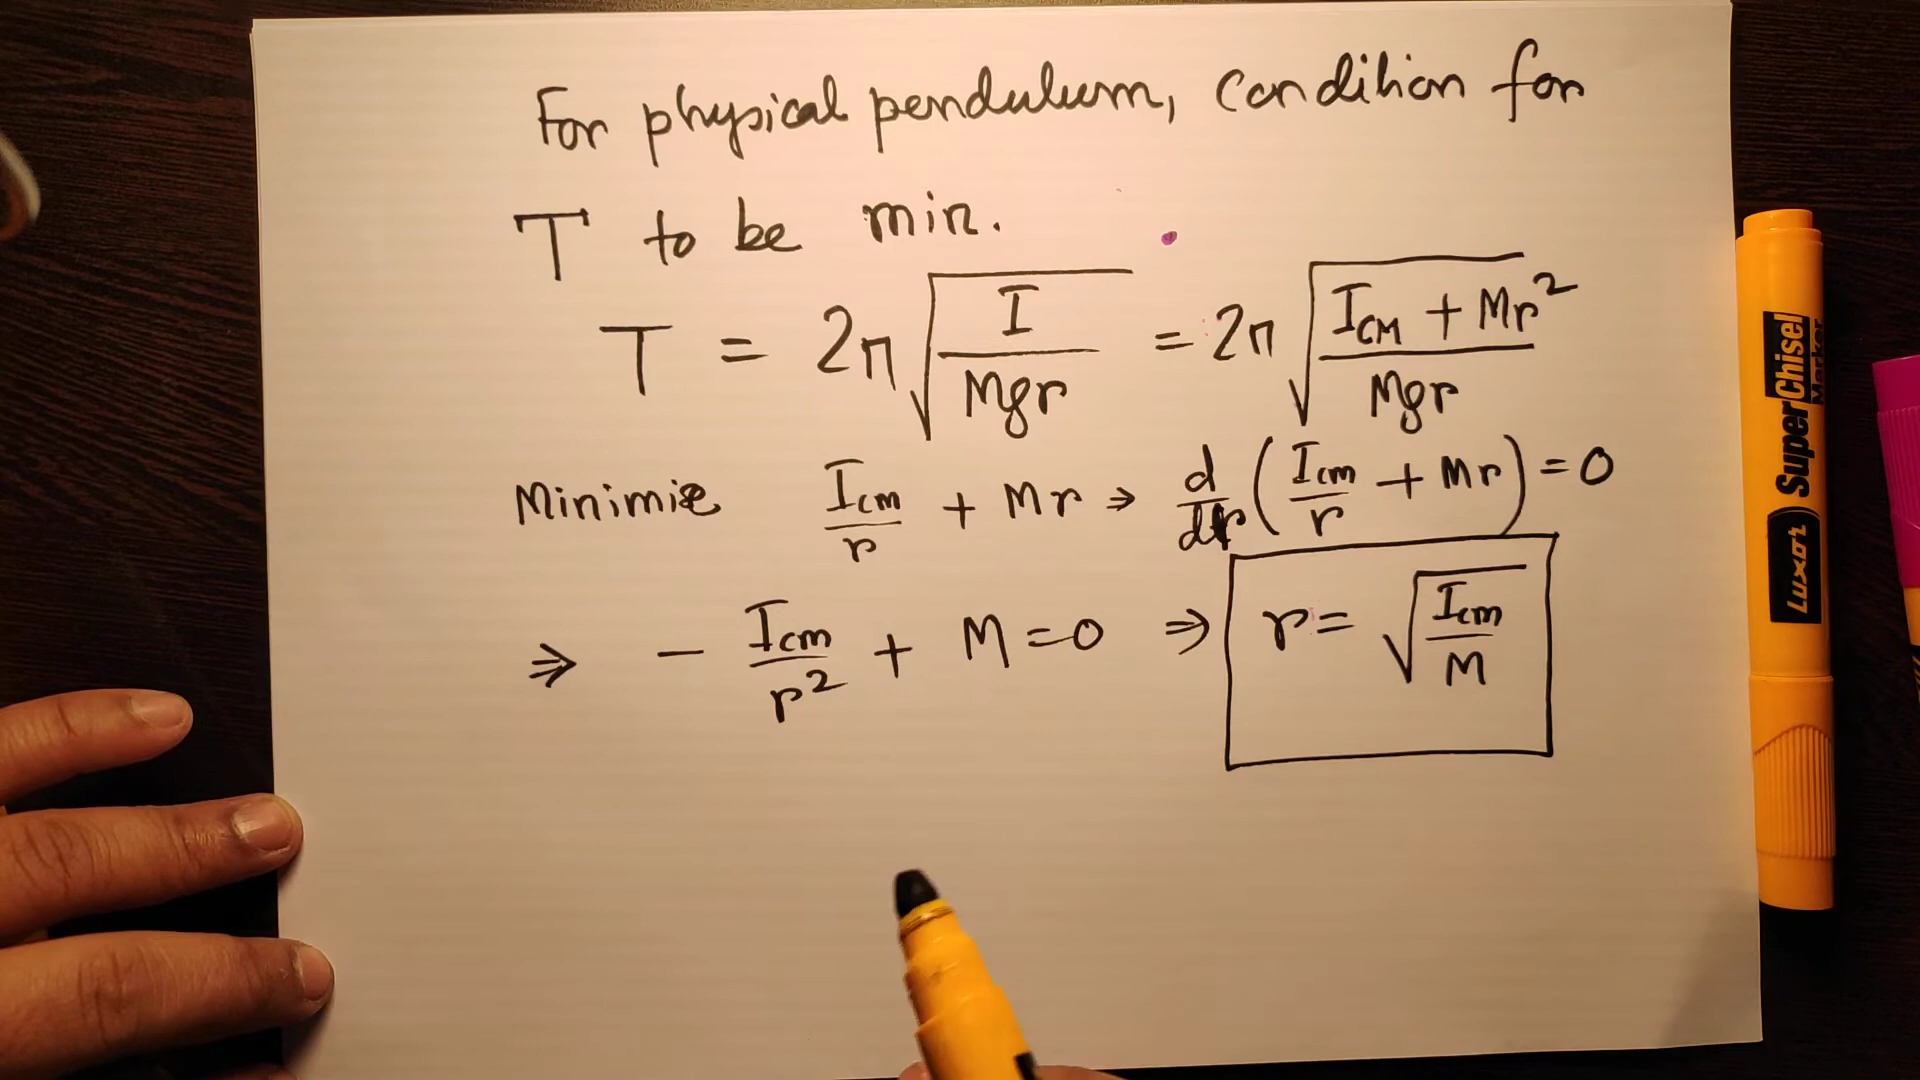 For physical pendulum, condition for
T to be min.
T = 2π √(I / Mgr) = 2π √((I_CM + Mr²) / Mgr)
Minimize I_cm/r + Mr ⇒ d/dr (I_cm/r + Mr) = 0
⇒ - I_cm/r² + M = 0 ⇒ r = √(I_cm/M)
Luxor SuperChisel Marker